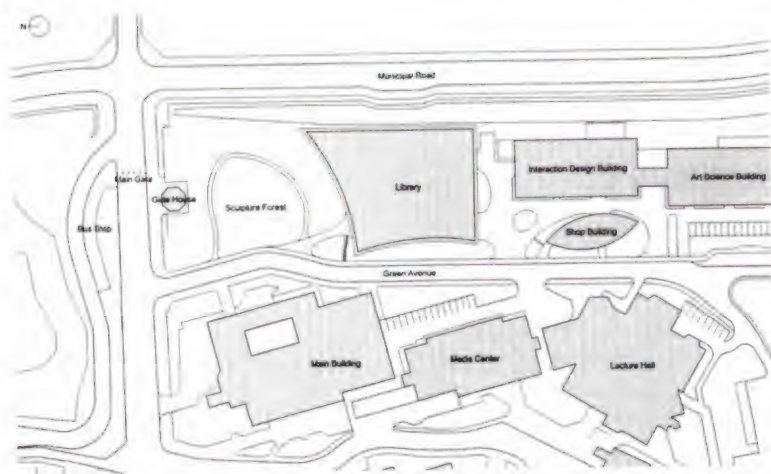 N
Municipal Road
Main Gate
Gate House
Bus Stop
Sculpture Forest
Library
Interaction Design Building
Art Science Building
Shop Building
Green Avenue
Main Building
Media Center
Lecture Hall